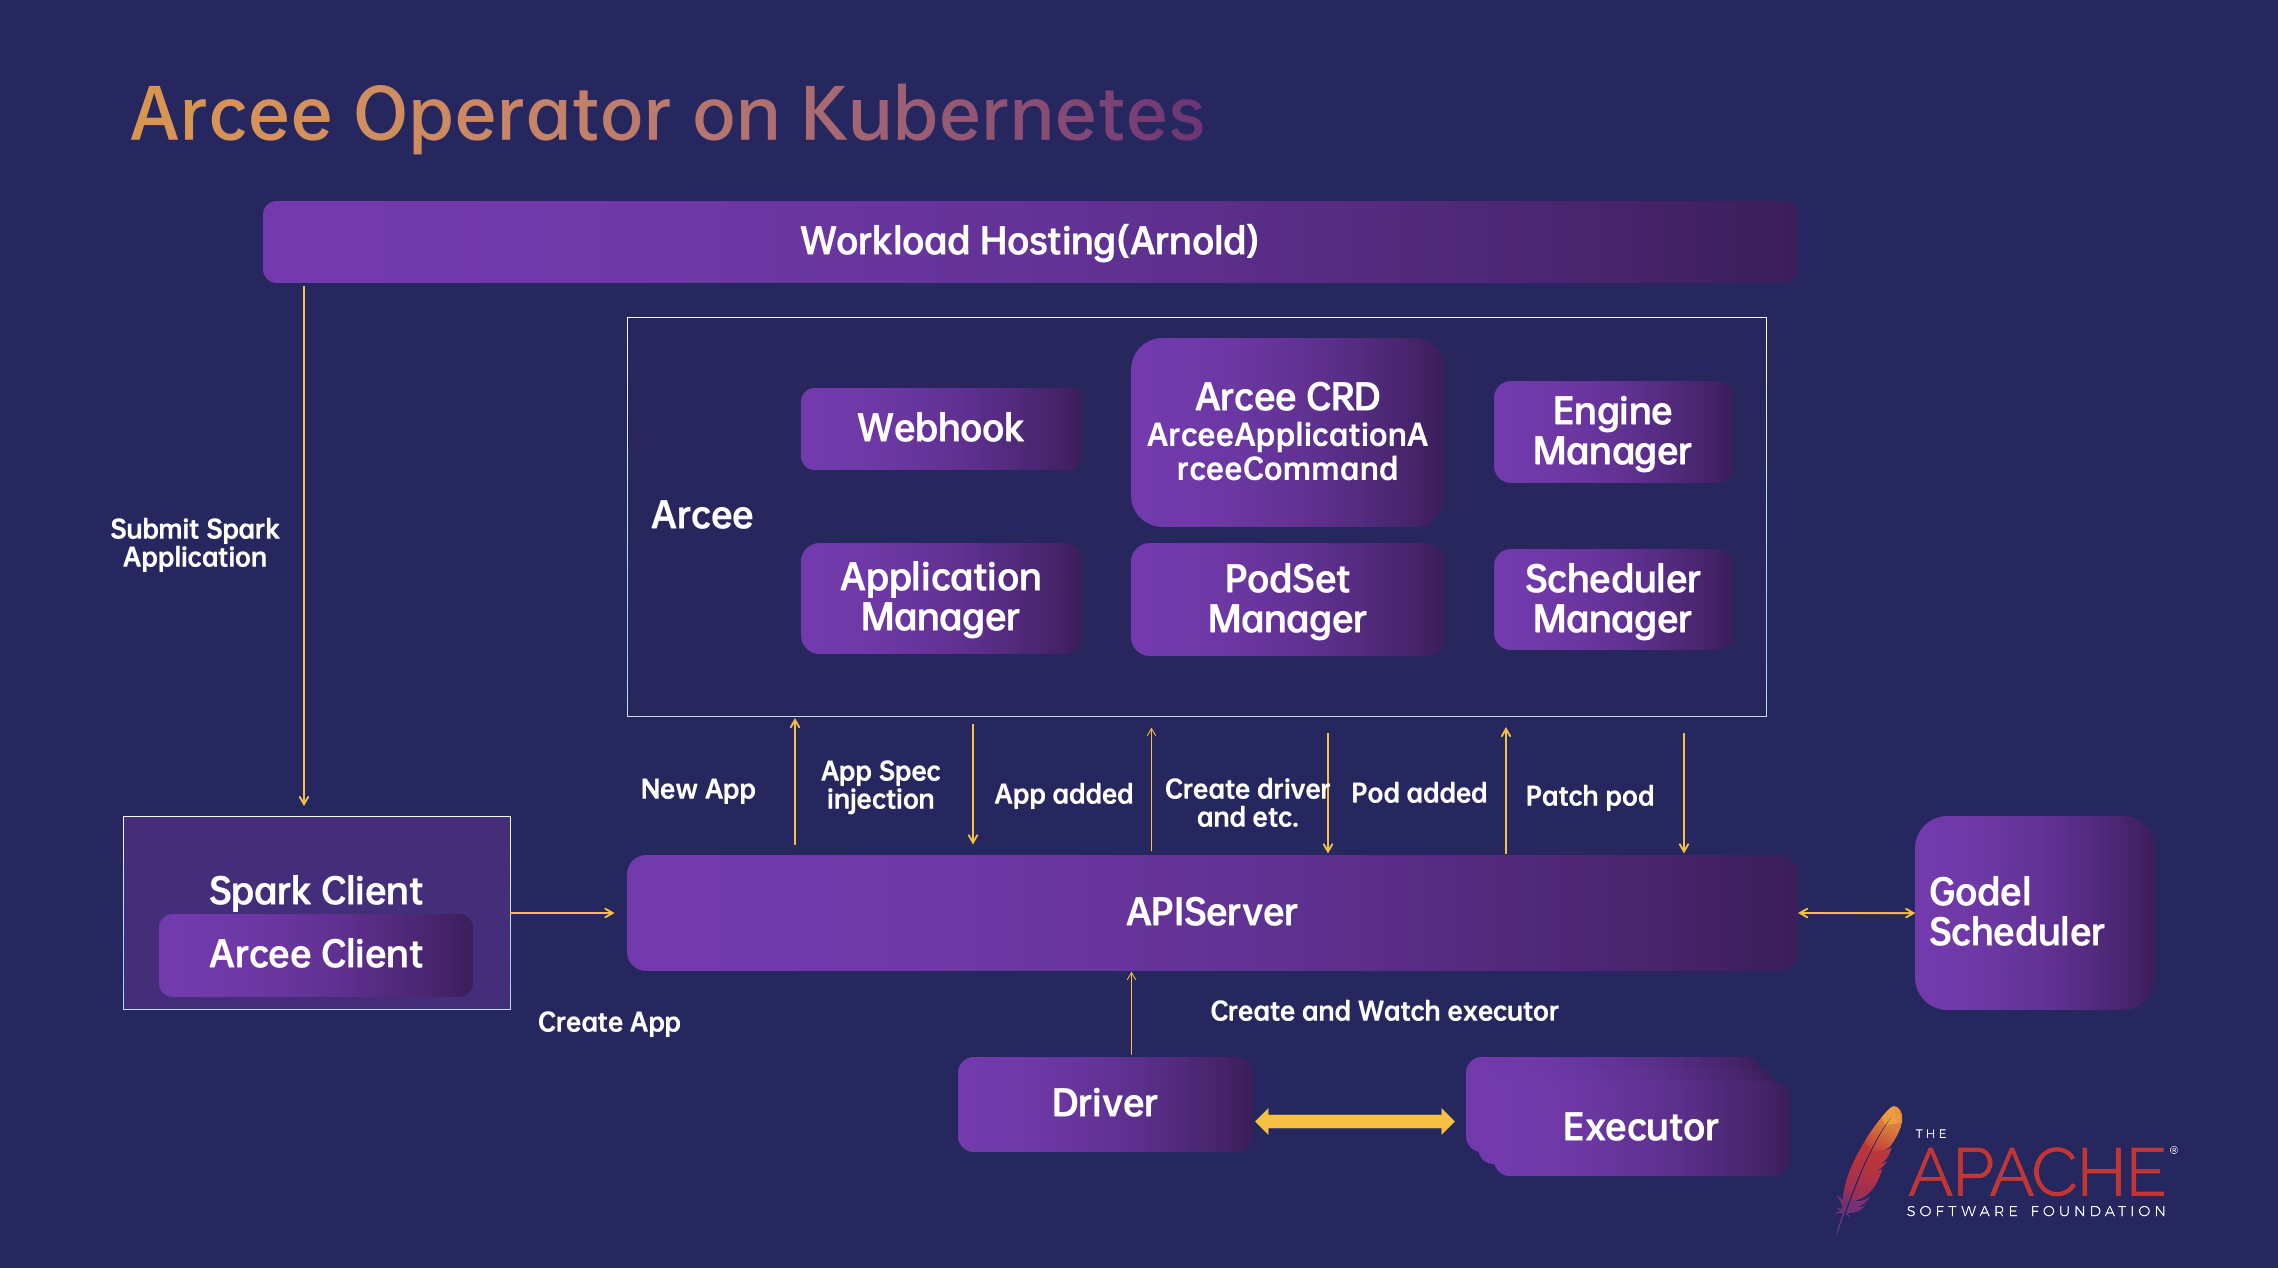 Arcee Operator on Kubernetes
Workload Hosting(Arnold)
Webhook
Arcee CRD
ArceeApplicationA
rceeCommand
Engine
Manager
Arcee
Application
Manager
PodSet
Manager
Scheduler
Manager
Submit Spark
Application
New App
App Spec
injection
App added
Create driver
and etc.
Pod added
Patch pod
Spark Client
Arcee Client
APIServer
Godel
Scheduler
Create App
Create and Watch executor
Driver
Executor
THE
APACHE®
SOFTWARE FOUNDATION